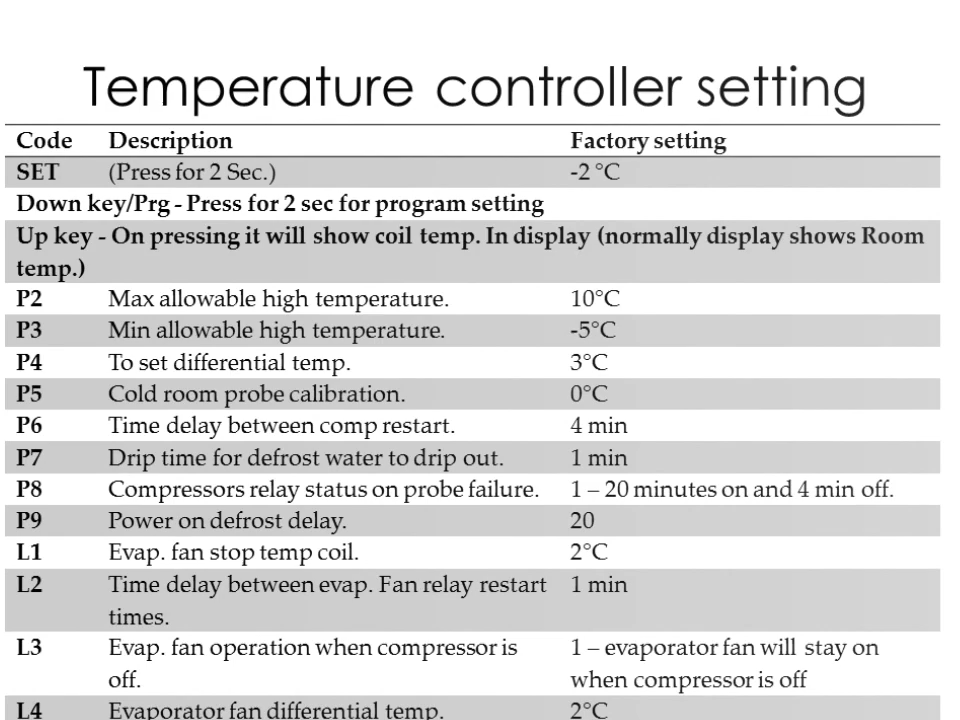 Temperature controller setting
Code Description Factory setting
SET (Press for 2 Sec.) -2 °C
Down key/Prg - Press for 2 sec for program setting
Up key - On pressing it will show coil temp. In display (normally display shows Room
temp.)
P2 Max allowable high temperature. 10°C
P3 Min allowable high temperature. -5°C
P4 To set differential temp. 3°C
P5 Cold room probe calibration. 0°C
P6 Time delay between comp restart. 4 min
P7 Drip time for defrost water to drip out. 1 min
P8 Compressors relay status on probe failure. 1 – 20 minutes on and 4 min off.
P9 Power on defrost delay. 20
L1 Evap. fan stop temp coil. 2°C
L2 Time delay between evap. Fan relay restart 1 min
times.
L3 Evap. fan operation when compressor is 1 – evaporator fan will stay on
off. when compressor is off
L4 Evaporator fan differential temp. 2°C